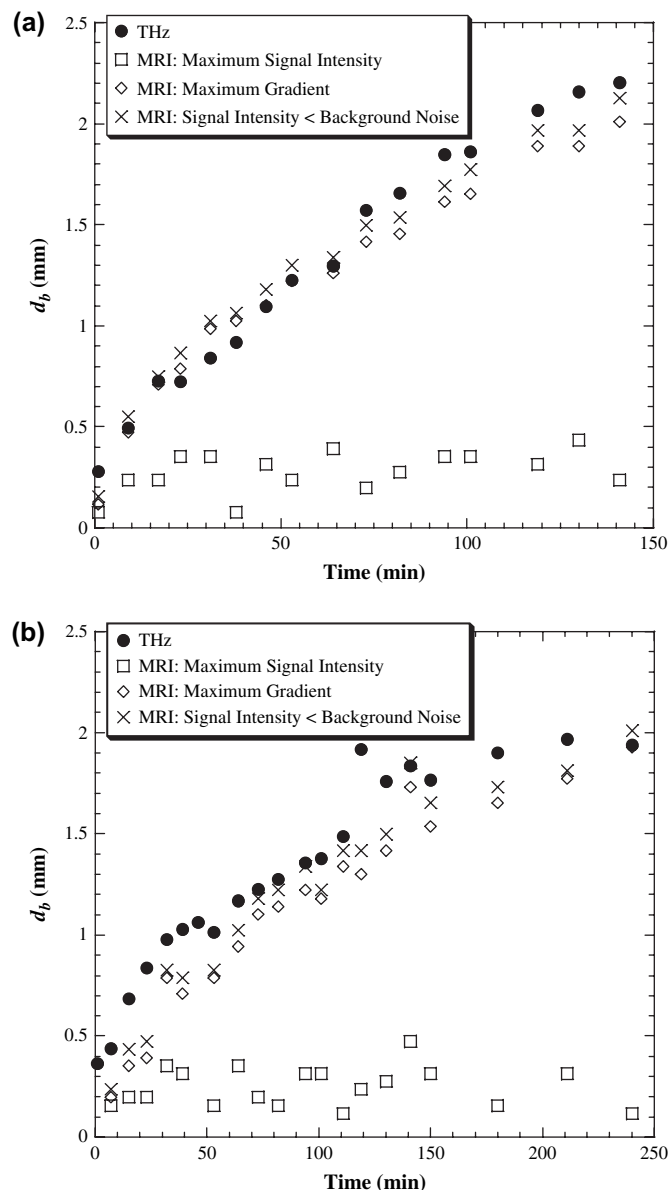 (a)
THz
MRI: Maximum Signal Intensity
MRI: Maximum Gradient
MRI: Signal Intensity < Background Noise
2.5
2
1.5
1
0.5
0
d_b (mm)
0 50 100 150
Time (min)
(b)
THz
MRI: Maximum Signal Intensity
MRI: Maximum Gradient
MRI: Signal Intensity < Background Noise
2.5
2
1.5
1
0.5
0
d_b (mm)
0 50 100 150 200 250
Time (min)